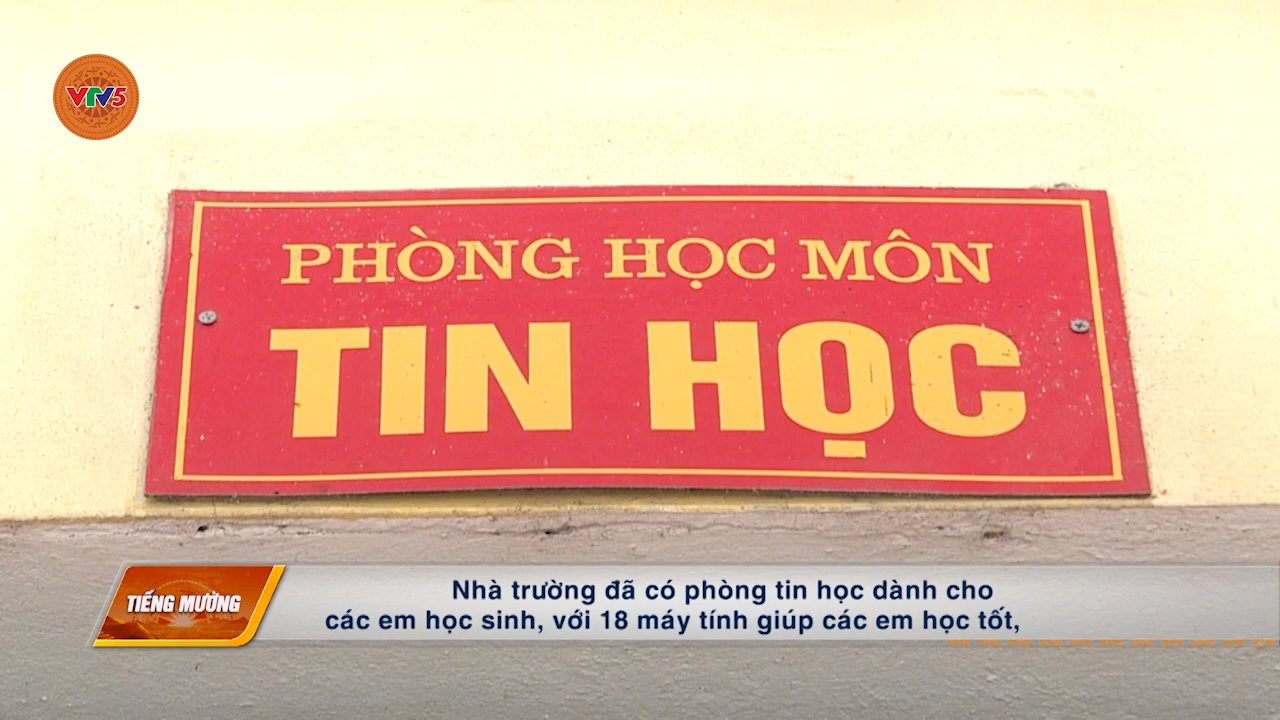 VTV5
PHÒNG HỌC MÔN
TIN HỌC
TIẾNG MƯỜNG
Nhà trường đã có phòng tin học dành cho
các em học sinh, với 18 máy tính giúp các em học tốt,